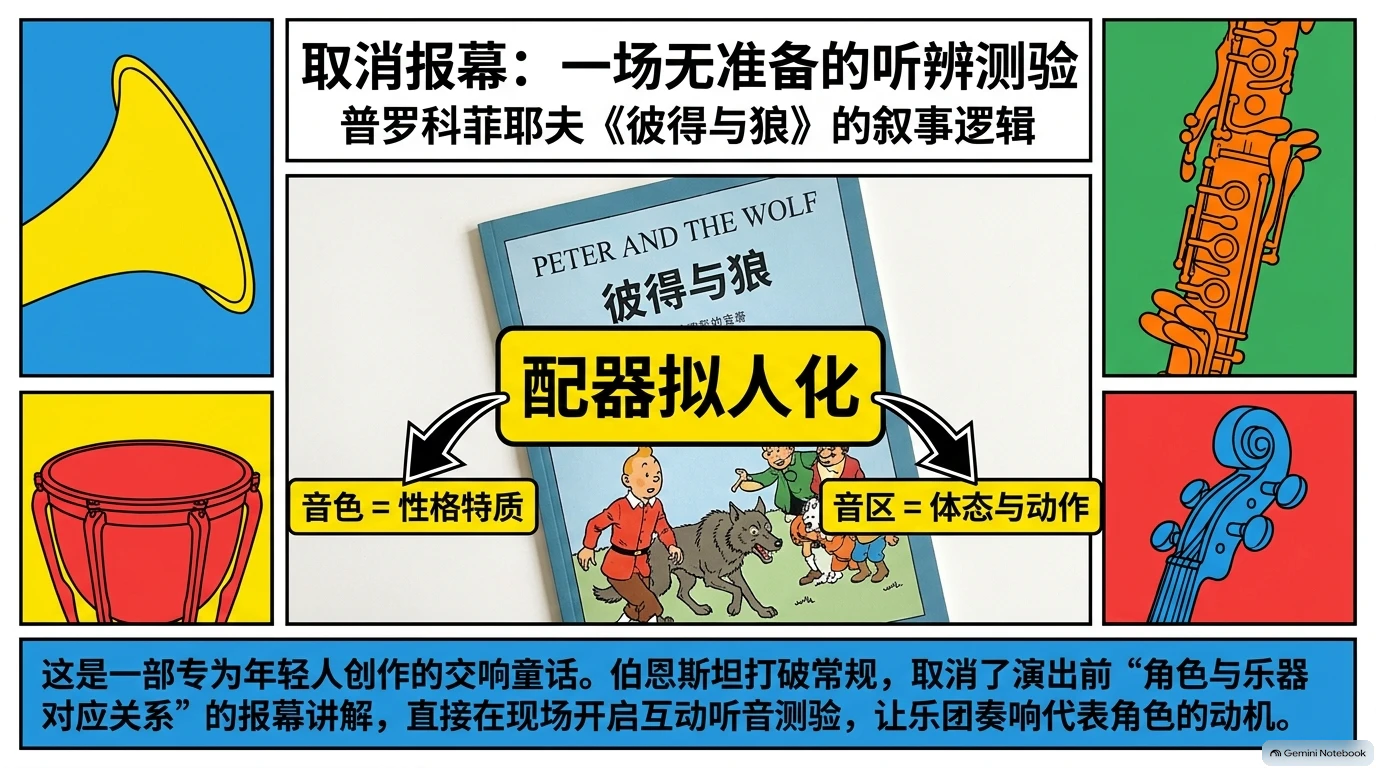 取消报幕：一场无准备的听辨测验
普罗科菲耶夫《彼得与狼》的叙事逻辑
PETER AND THE WOLF
彼得与狼
配器拟人化
音色 = 性格特质
音区 = 体态与动作
这是一部专为年轻人创作的交响童话。伯恩斯坦打破常规，取消了演出前“角色与乐器
对应关系”的报幕讲解，直接在现场开启互动听音测验，让乐团奏响代表角色的动机。
Gemini Notebook